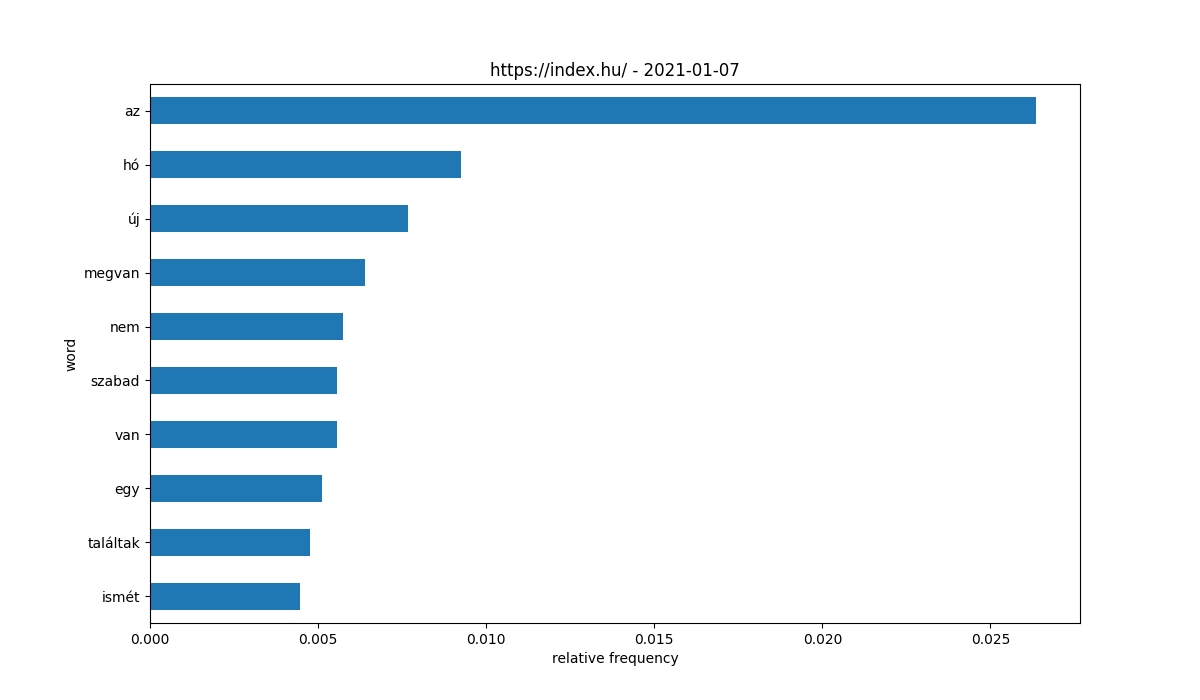 https://index.hu/ - 2021-01-07
az
hó
új
megvan
nem
szabad
van
egy
találtak
ismét
word
0.000 0.005 0.010 0.015 0.020 0.025
relative frequency